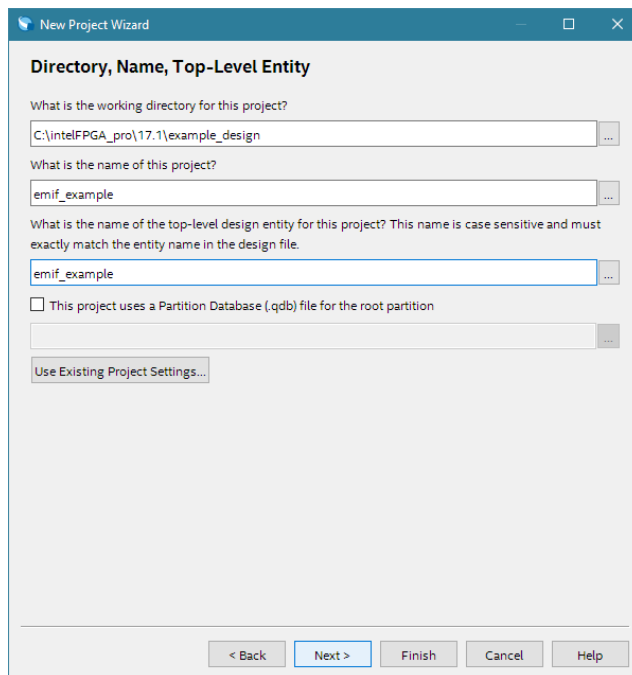 New Project Wizard
Directory, Name, Top-Level Entity
What is the working directory for this project?
C:\intelFPGA_pro\17.1\example_design
...
What is the name of this project?
emif_example
...
What is the name of the top-level design entity for this project? This name is case sensitive and must
exactly match the entity name in the design file.
emif_example
...
This project uses a Partition Database (.qdb) file for the root partition
...
Use Existing Project Settings...
< Back Next > Finish Cancel Help